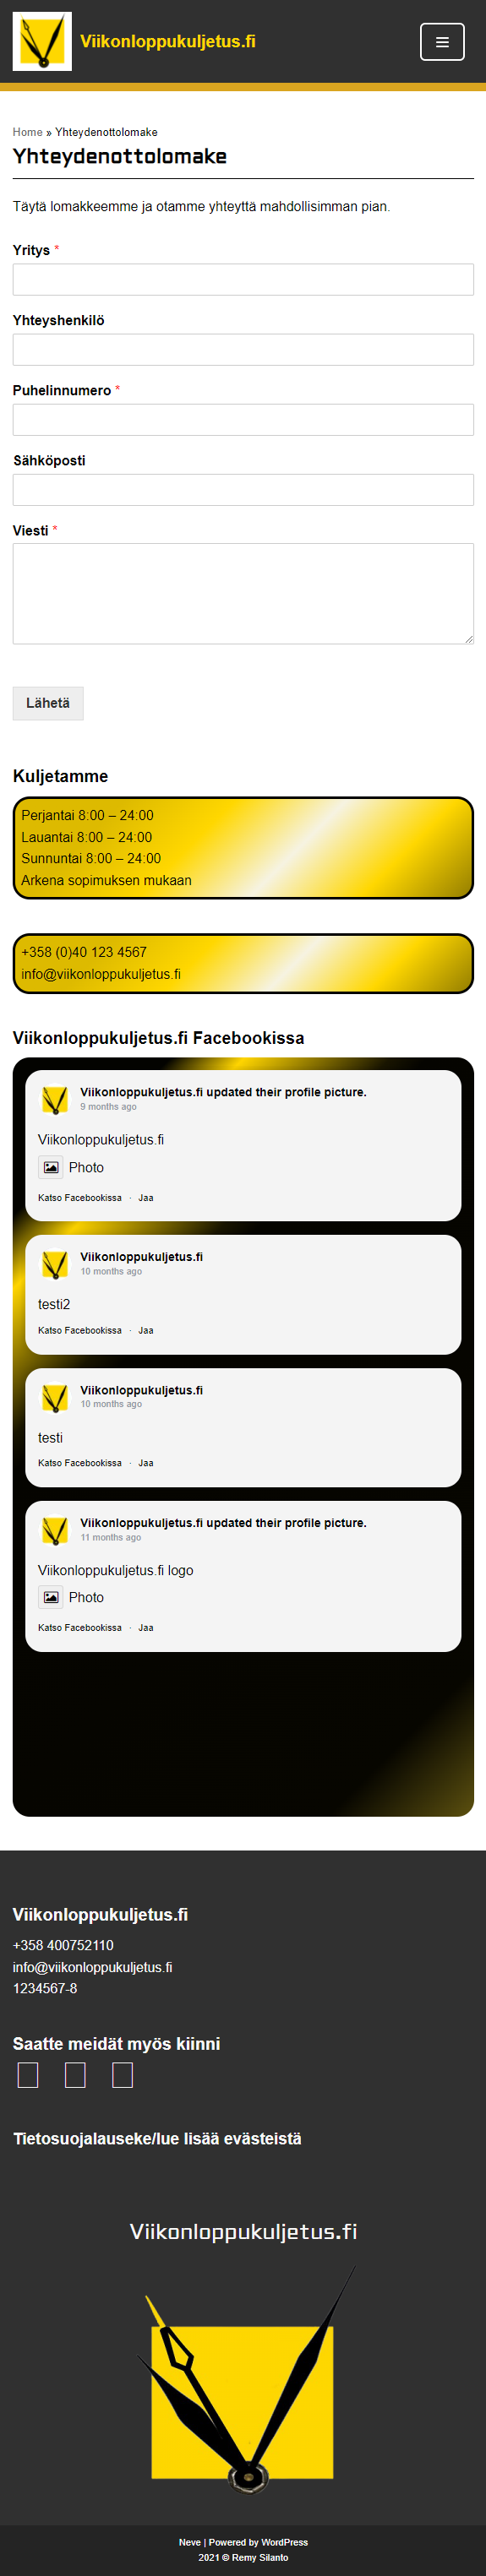 Viikonloppukuljetus.fi
Home » Yhteydenottolomake
Yhteydenottolomake
Täytä lomakkeemme ja otamme yhteyttä mahdollisimman pian.
Yritys *
Yhteyshenkilö
Puhelinnumero *
Sähköposti
Viesti *
Lähetä
Kuljetamme
Perjantai 8:00 – 24:00
Lauantai 8:00 – 24:00
Sunnuntai 8:00 – 24:00
Arkena sopimuksen mukaan
+358 (0)40 123 4567
info@viikonloppukuljetus.fi
Viikonloppukuljetus.fi Facebookissa
Viikonloppukuljetus.fi updated their profile picture.
9 months ago
Viikonloppukuljetus.fi
Photo
Katso Facebookissa · Jaa
Viikonloppukuljetus.fi
10 months ago
testi2
Katso Facebookissa · Jaa
Viikonloppukuljetus.fi
10 months ago
testi
Katso Facebookissa · Jaa
Viikonloppukuljetus.fi updated their profile picture.
11 months ago
Viikonloppukuljetus.fi logo
Photo
Katso Facebookissa · Jaa
Viikonloppukuljetus.fi
+358 400752110
info@viikonloppukuljetus.fi
1234567-8
Saatte meidät myös kiinni
Tietosuojalauseke/lue lisää evästeistä
Viikonloppukuljetus.fi
Neve | Powered by WordPress
2021 © Remy Silanto